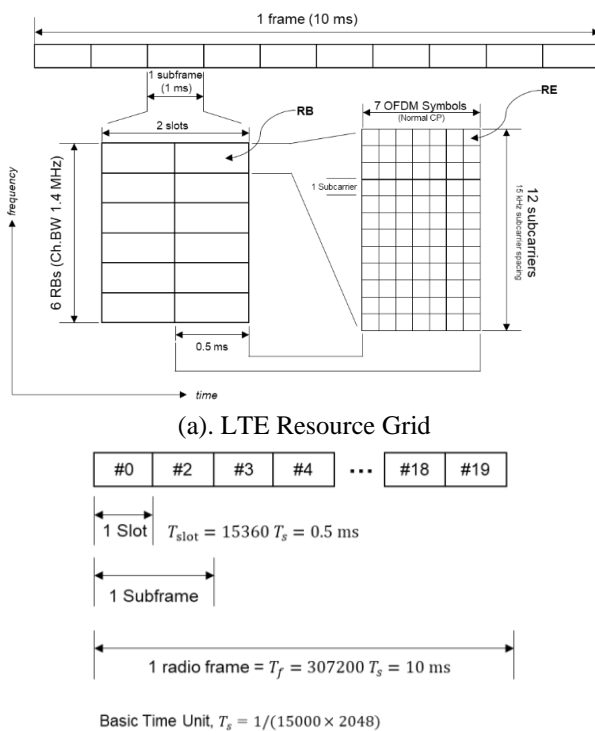 1 frame (10 ms)
1 subframe
(1 ms)
2 slots
RB
7 OFDM Symbols
(Normal CP)
RE
frequency
6 RBs (Ch.BW 1.4 MHz)
1 Subcarrier
12 subcarriers
15 kHz subcarrier spacing
0.5 ms
time
(a). LTE Resource Grid
#0 #2 #3 #4 ••• #18 #19
1 Slot T_slot = 15360 T_s = 0.5 ms
1 Subframe
1 radio frame = T_f = 307200 T_s = 10 ms
Basic Time Unit, T_s = 1/(15000 × 2048)